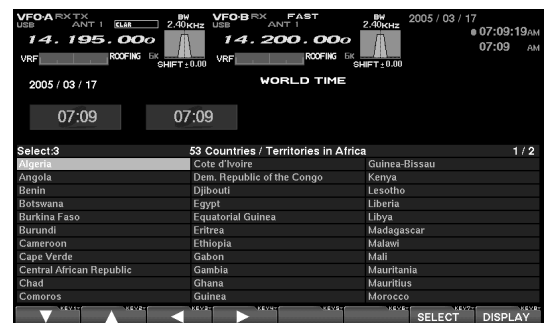 VFO-A RX TX
USB ANT 1 CLAR
BW
2.40KHZ
14. 195. 00o
VRF ROOFING 6K
SHIFT ± 0.00
VFO-B RX FAST
USB ANT 1
BW
2.40KHZ
14. 200. 00o
VRF ROOFING 6K
SHIFT ± 0.00
2005 / 03 / 17
07:09:19AM
07:09 AM
2005 / 03 / 17
WORLD TIME
07:09 07:09
Select:3 53 Countries / Territories in Africa 1 / 2
Algeria Cote d'Ivoire Guinea-Bissau
Angola Dem. Republic of the Congo Kenya
Benin Djibouti Lesotho
Botswana Egypt Liberia
Burkina Faso Equatorial Guinea Libya
Burundi Eritrea Madagascar
Cameroon Ethiopia Malawi
Cape Verde Gabon Mali
Central African Republic Gambia Mauritania
Chad Ghana Mauritius
Comoros Guinea Morocco
SELECT DISPLAY